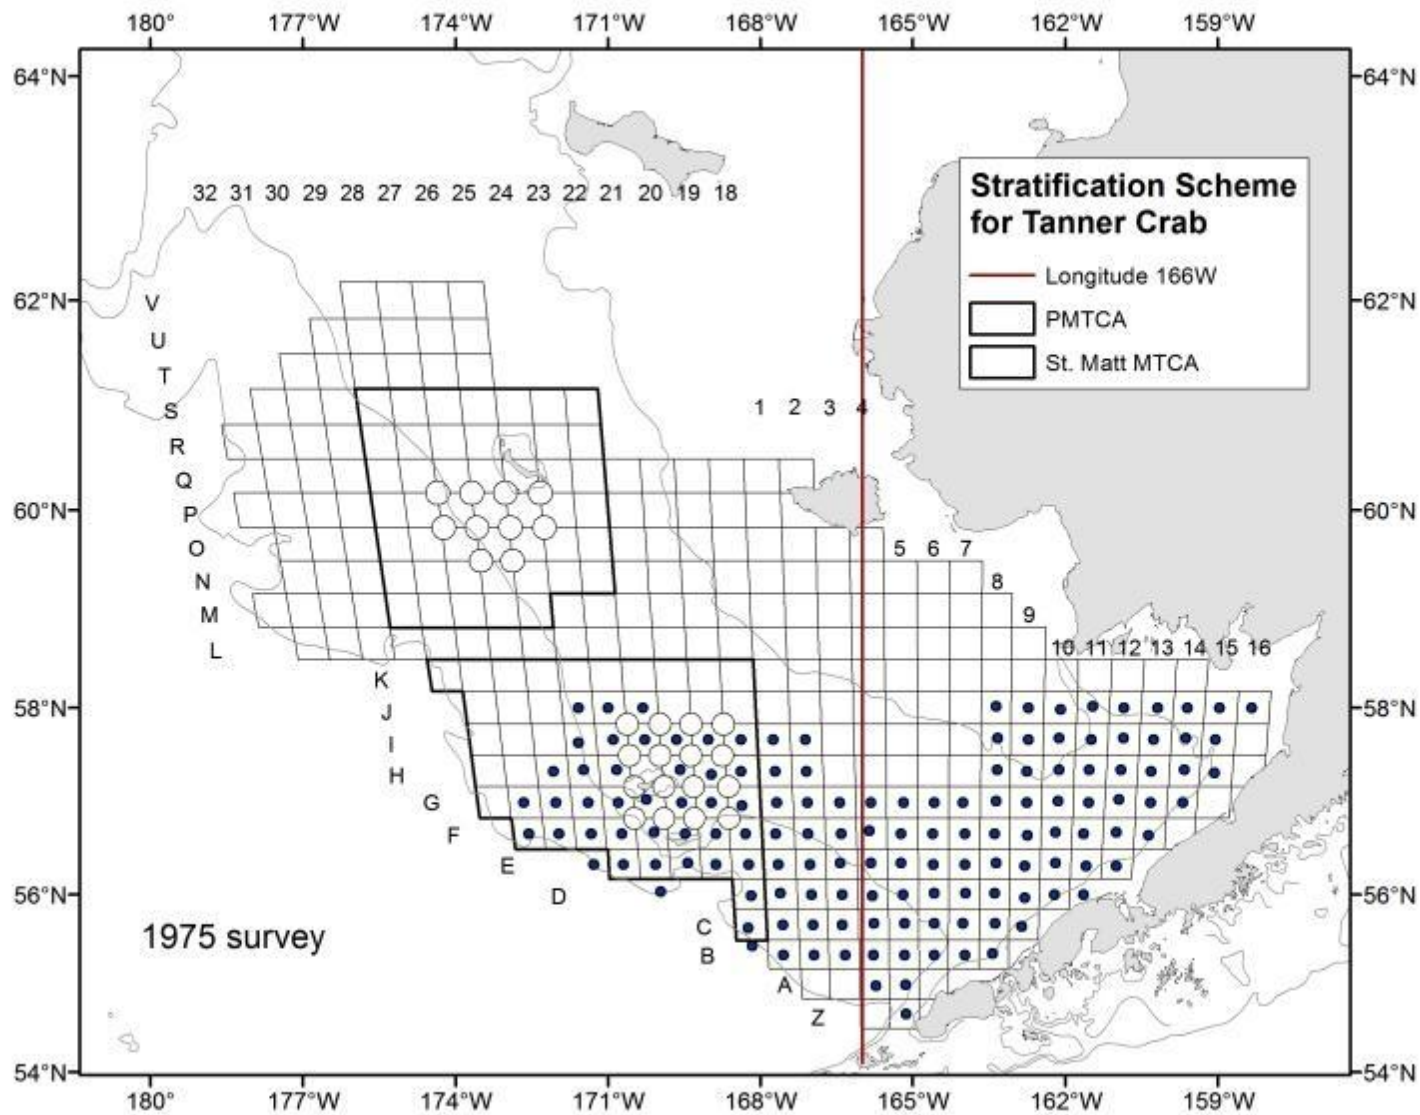 180° 177°W 174°W 171°W 168°W 165°W 162°W 159°W
64°N 64°N
32 31 30 29 28 27 26 25 24 23 22 21 20 19 18
Stratification Scheme
for Tanner Crab
Longitude 166W
PMTCA
St. Matt MTCA
62°N 62°N
V
U
T
S
1 2 3 4
R
Q
60°N 60°N
P
O
5 6 7
N
8
M
9
L
10 11 12 13 14 15 16
K
58°N 58°N
J
I
H
G
F
E
56°N 56°N
D
C
1975 survey
B
A
Z
54°N 54°N
180° 177°W 174°W 171°W 168°W 165°W 162°W 159°W